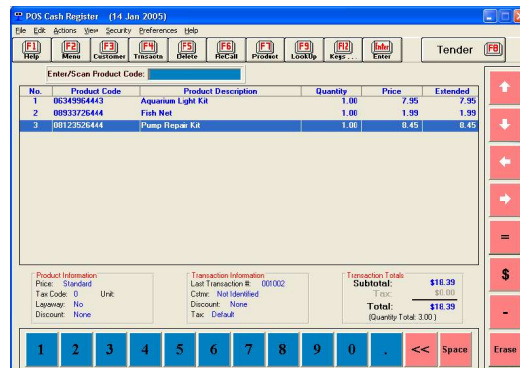 POS Cash Register (14 Jan 2005)
File Edit Actions View Security Preferences Help
F1 Help F2 Menu F3 Customer F4 Trnsactn F5 Delete F6 ReCall F7 Product F9 LookUp F12 Keys . . . Enter Tender F8
Enter/Scan Product Code:
No. Product Code Product Description Quantity Price Extended
1 06349964443 Aquarium Light Kit 1.00 7.95 7.95
2 08933726444 Fish Net 1.00 1.99 1.99
3 08123526444 Pump Repair Kit 1.00 8.45 8.45
=
$
-
Product Information
Price: Standard
Tax Code: 0 Unit:
Layaway: No
Discount: None
Transaction Information
Last Transaction #: 001002
Cstmr: Not Identified
Discount: None
Tax: Default
Transaction Totals
Subtotal: $18.39
Tax: $0.00
Total: $18.39
(Quantity Total: 3.00 )
1 2 3 4 5 6 7 8 9 0 . << Space Erase